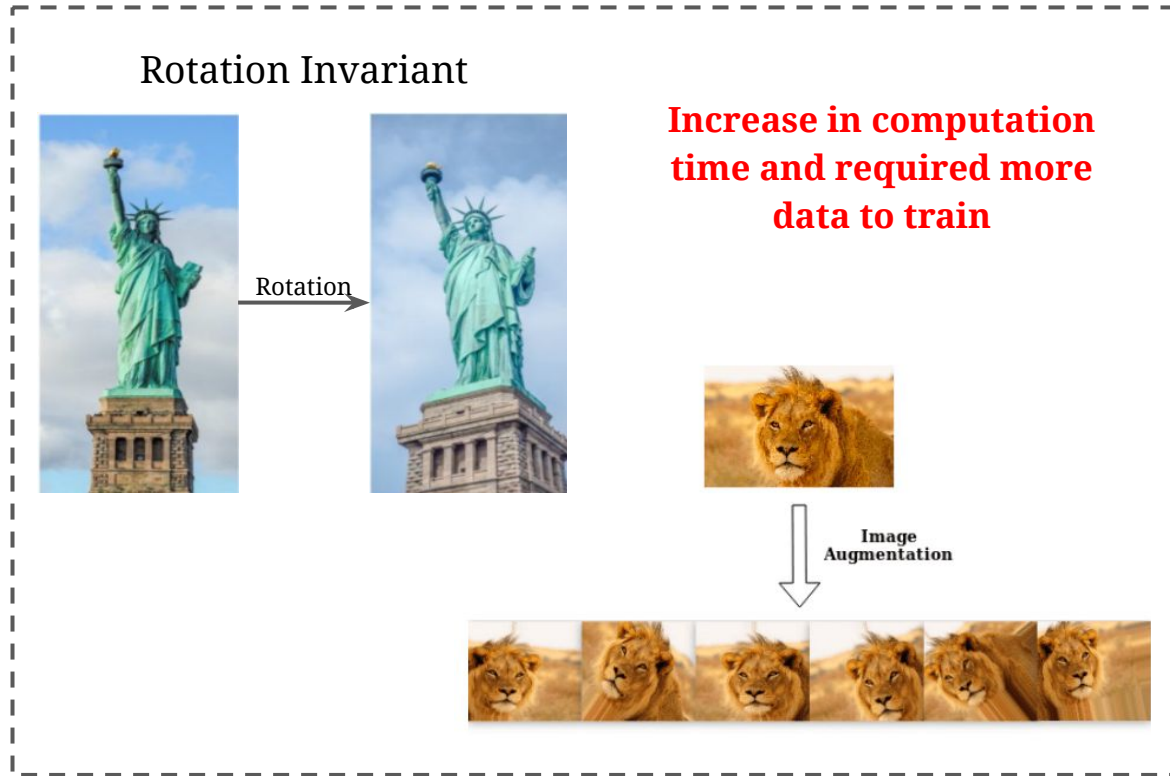 Rotation Invariant
Increase in computation
time and required more
data to train
Rotation
Image
Augmentation